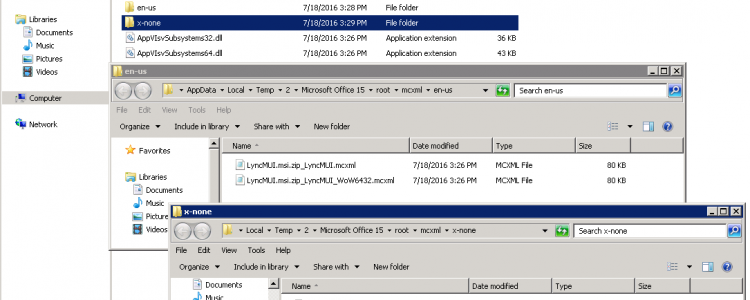 en-us 7/18/2016 3:28 PM File folder
x-none 7/18/2016 3:29 PM File folder
AppVIsvSubsystems32.dll 7/18/2016 3:26 PM Application extension 36 KB
AppVIsvSubsystems64.dll 7/18/2016 3:26 PM Application extension 43 KB
Libraries
Documents
Music
Pictures
Videos
Computer
Network
en-us
AppData Local Temp 2 Microsoft Office 15 root mcxml en-us Search en-us
File Edit View Tools Help
Organize Include in library Share with New folder
Favorites
Libraries
Documents
Music
Picture
Videos
Name Date modified Type Size
LyncMUI.msi.zip_LyncMUI.mcxml 7/18/2016 3:26 PM MCXML File 80 KB
LyncMUI.msi.zip_LyncMUI_WoW6432.mcxml 7/18/2016 3:26 PM MCXML File 80 KB
x-none
Local Temp 2 Microsoft Office 15 root mcxml x-none Search x-none
File Edit View Tools Help
Organize Include in library Share with New folder
Documents
Music
Name Date modified Type Size